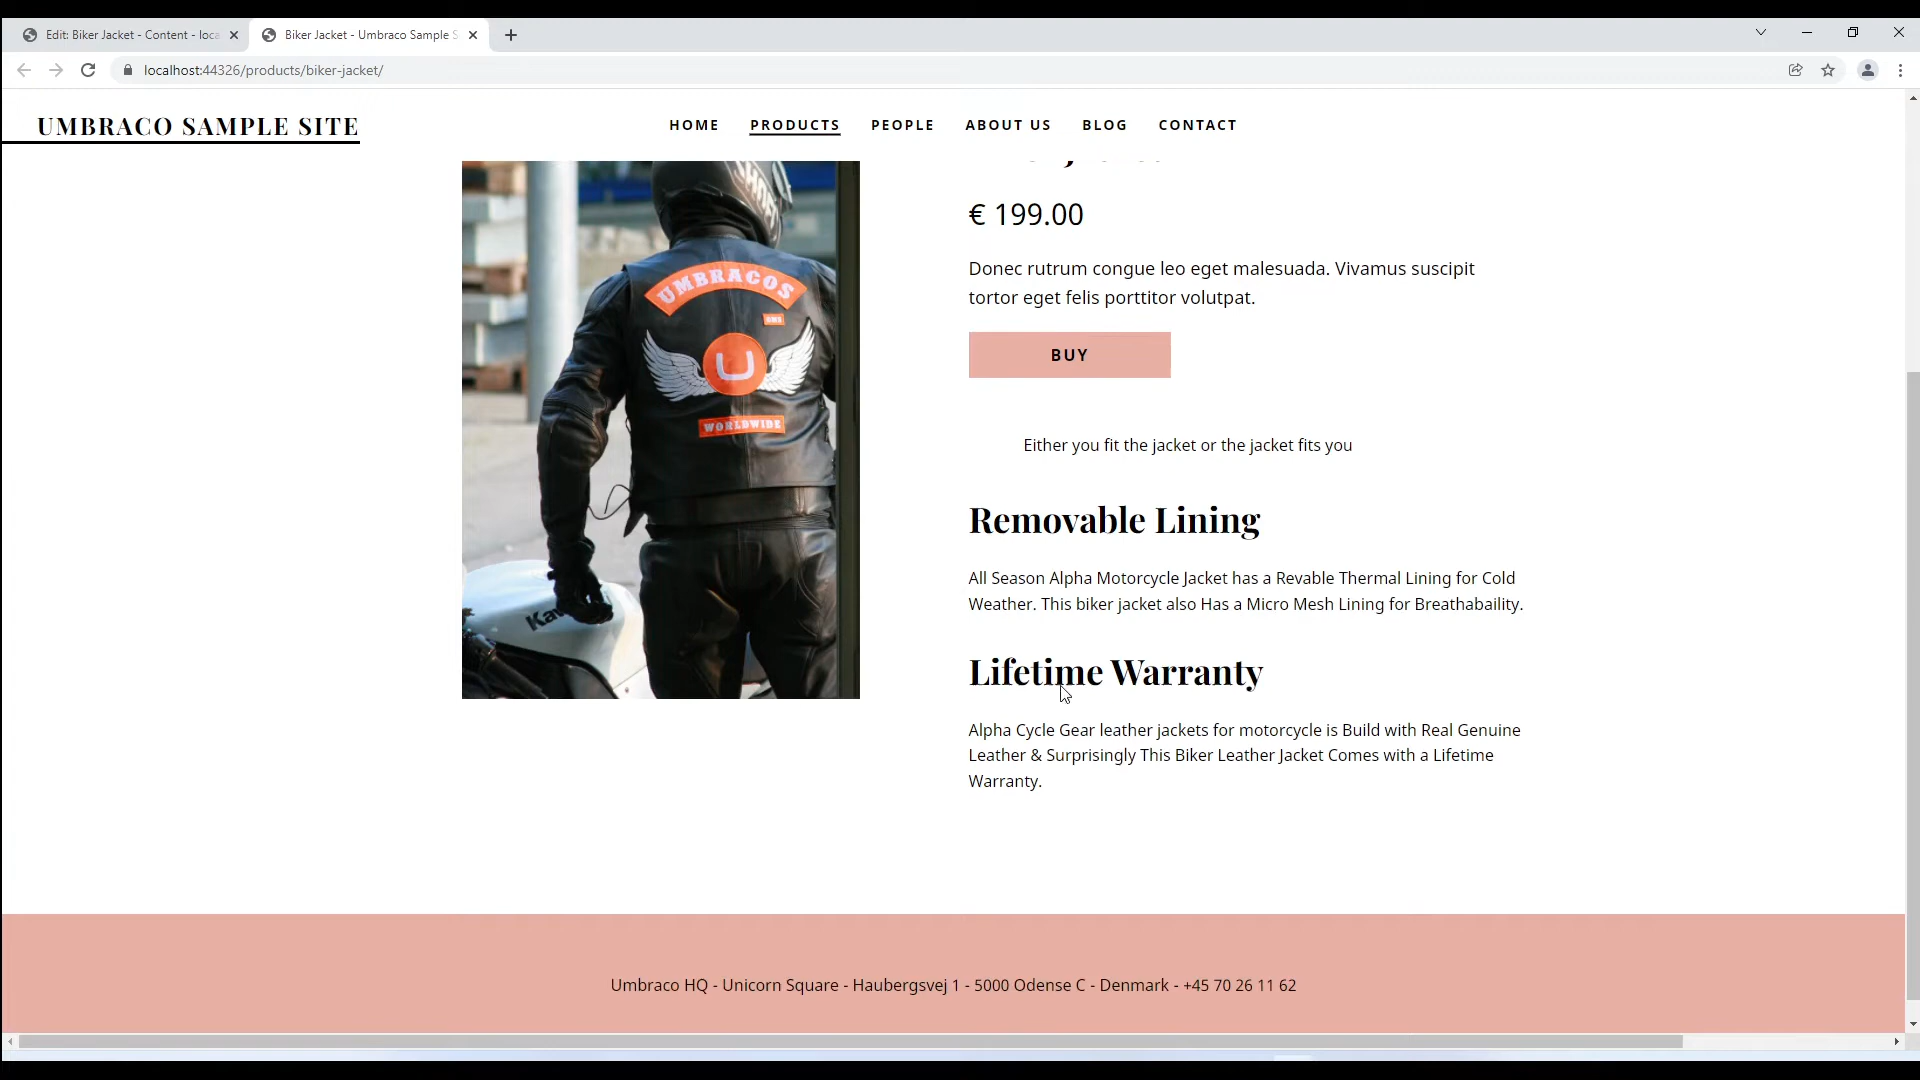 Edit: Biker Jacket - Content - loca
Biker Jacket - Umbraco Sample S
localhost:44326/products/biker-jacket/
UMBRACO SAMPLE SITE
HOME PRODUCTS PEOPLE ABOUT US BLOG CONTACT
SHOEI
UMBRACOS
WORLDWIDE
€ 199.00
Donec rutrum congue leo eget malesuada. Vivamus suscipit
tortor eget felis porttitor volutpat.
BUY
Either you fit the jacket or the jacket fits you
Removable Lining
All Season Alpha Motorcycle Jacket has a Revable Thermal Lining for Cold
Weather. This biker jacket also Has a Micro Mesh Lining for Breathabaility.
Lifetime Warranty
Alpha Cycle Gear leather jackets for motorcycle is Build with Real Genuine
Leather & Surprisingly This Biker Leather Jacket Comes with a Lifetime
Warranty.
Umbraco HQ - Unicorn Square - Haubergsvej 1 - 5000 Odense C - Denmark - +45 70 26 11 62